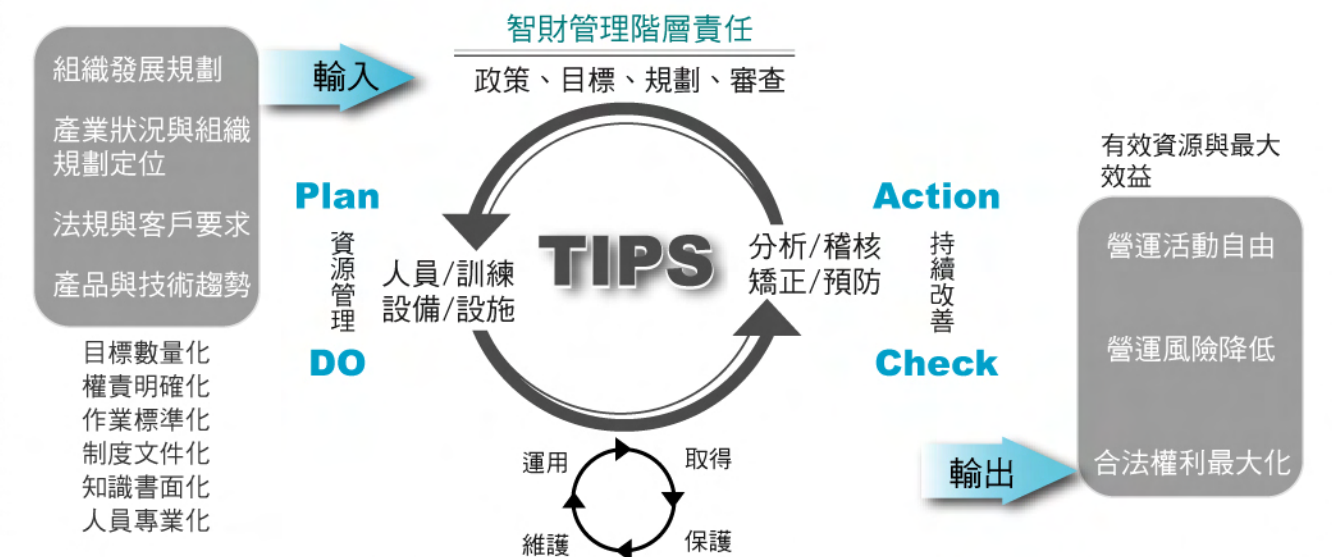 智財管理階層責任
政策、目標、規劃、審查
組織發展規劃
產業狀況與組織
規劃定位
法規與客戶要求
產品與技術趨勢
輸入
目標數量化
權責明確化
作業標準化
制度文件化
知識書面化
人員專業化
Plan
資源管理
DO
人員/訓練
設備/設施
TIPS
分析/稽核
矯正/預防
Action
持續改善
Check
運用
取得
維護
保護
輸出
有效資源與最大
效益
營運活動自由
營運風險降低
合法權利最大化